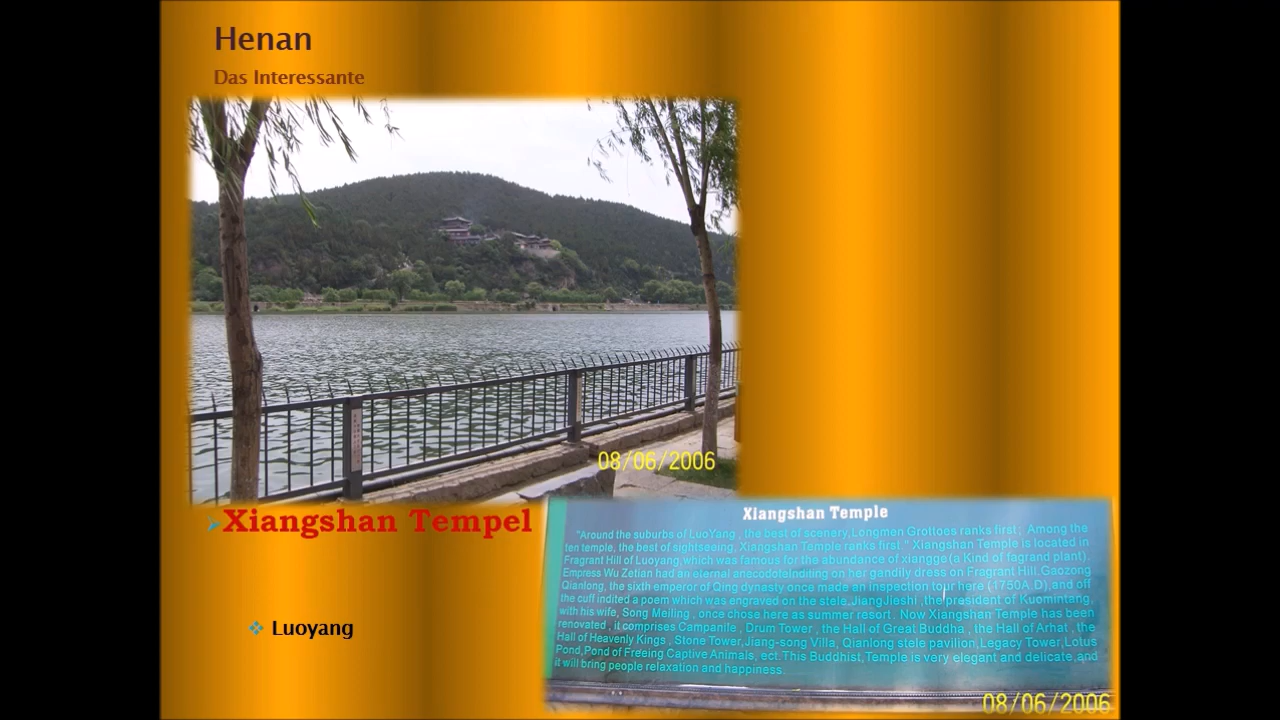 Henan
Das Interessante
08/06/2006
➢Xiangshan Tempel
❖ Luoyang
Xiangshan Temple
"Around the suburbs of LuoYang , the best of scenery,Longmen Grottoes ranks first ; Among the
ten temple, the best of sightseeing, Xiangshan Temple ranks first." Xiangshan Temple is located in
Fragrant Hill of Luoyang,which was famous for the abundance of xiangge(a Kind of fagrand plant).
Empress Wu Zetian had an eternal anecodoteinditing on her gandily dress on Fragrant Hill.Gaozong
Qianlong, the sixth emperor of Qing dynasty once made an inspection tour here (1750A.D),and off
the cuff indited a poem which was engraved on the stele.JiangJieshi ,the president of Kuomintang,
with his wife, Song Meiling , once chose here as summer resort . Now Xiangshan Temple has been
renovated , it comprises Campanile , Drum Tower , the Hall of Great Buddha , the Hall of Arhat , the
Hall of Heavenly Kings , Stone Tower,Jiang-song Villa, Qianlong stele pavilion,Legacy Tower,Lotus
Pond,Pond of Freeing Captive Animals, ect.This Buddhist,Temple is very elegant and delicate,and
it will bring people relaxation and happiness.
08/06/2006